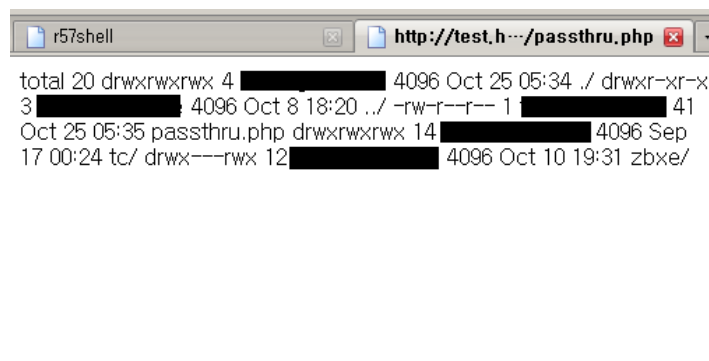 r57shell
http://test.h…/passthru.php
total 20 drwxrwxrwx 4 4096 Oct 25 05:34 ./ drwxr-xr-x
3 4096 Oct 8 18:20 ../ -rw-r--r-- 1 41
Oct 25 05:35 passthru.php drwxrwxrwx 14 4096 Sep
17 00:24 tc/ drwx---rwx 12 4096 Oct 10 19:31 zbxe/